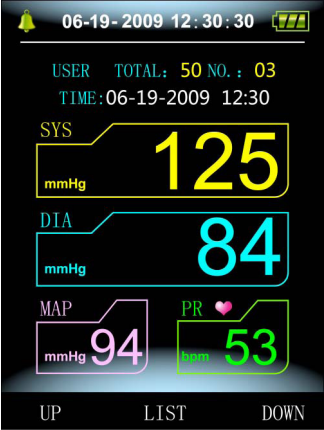 06-19-2009 12:30:30
USER TOTAL: 50 NO.: 03
TIME:06-19-2009 12:30
SYS
mmHg 125
DIA
mmHg 84
MAP PR
mmHg 94 bpm 53
UP LIST DOWN